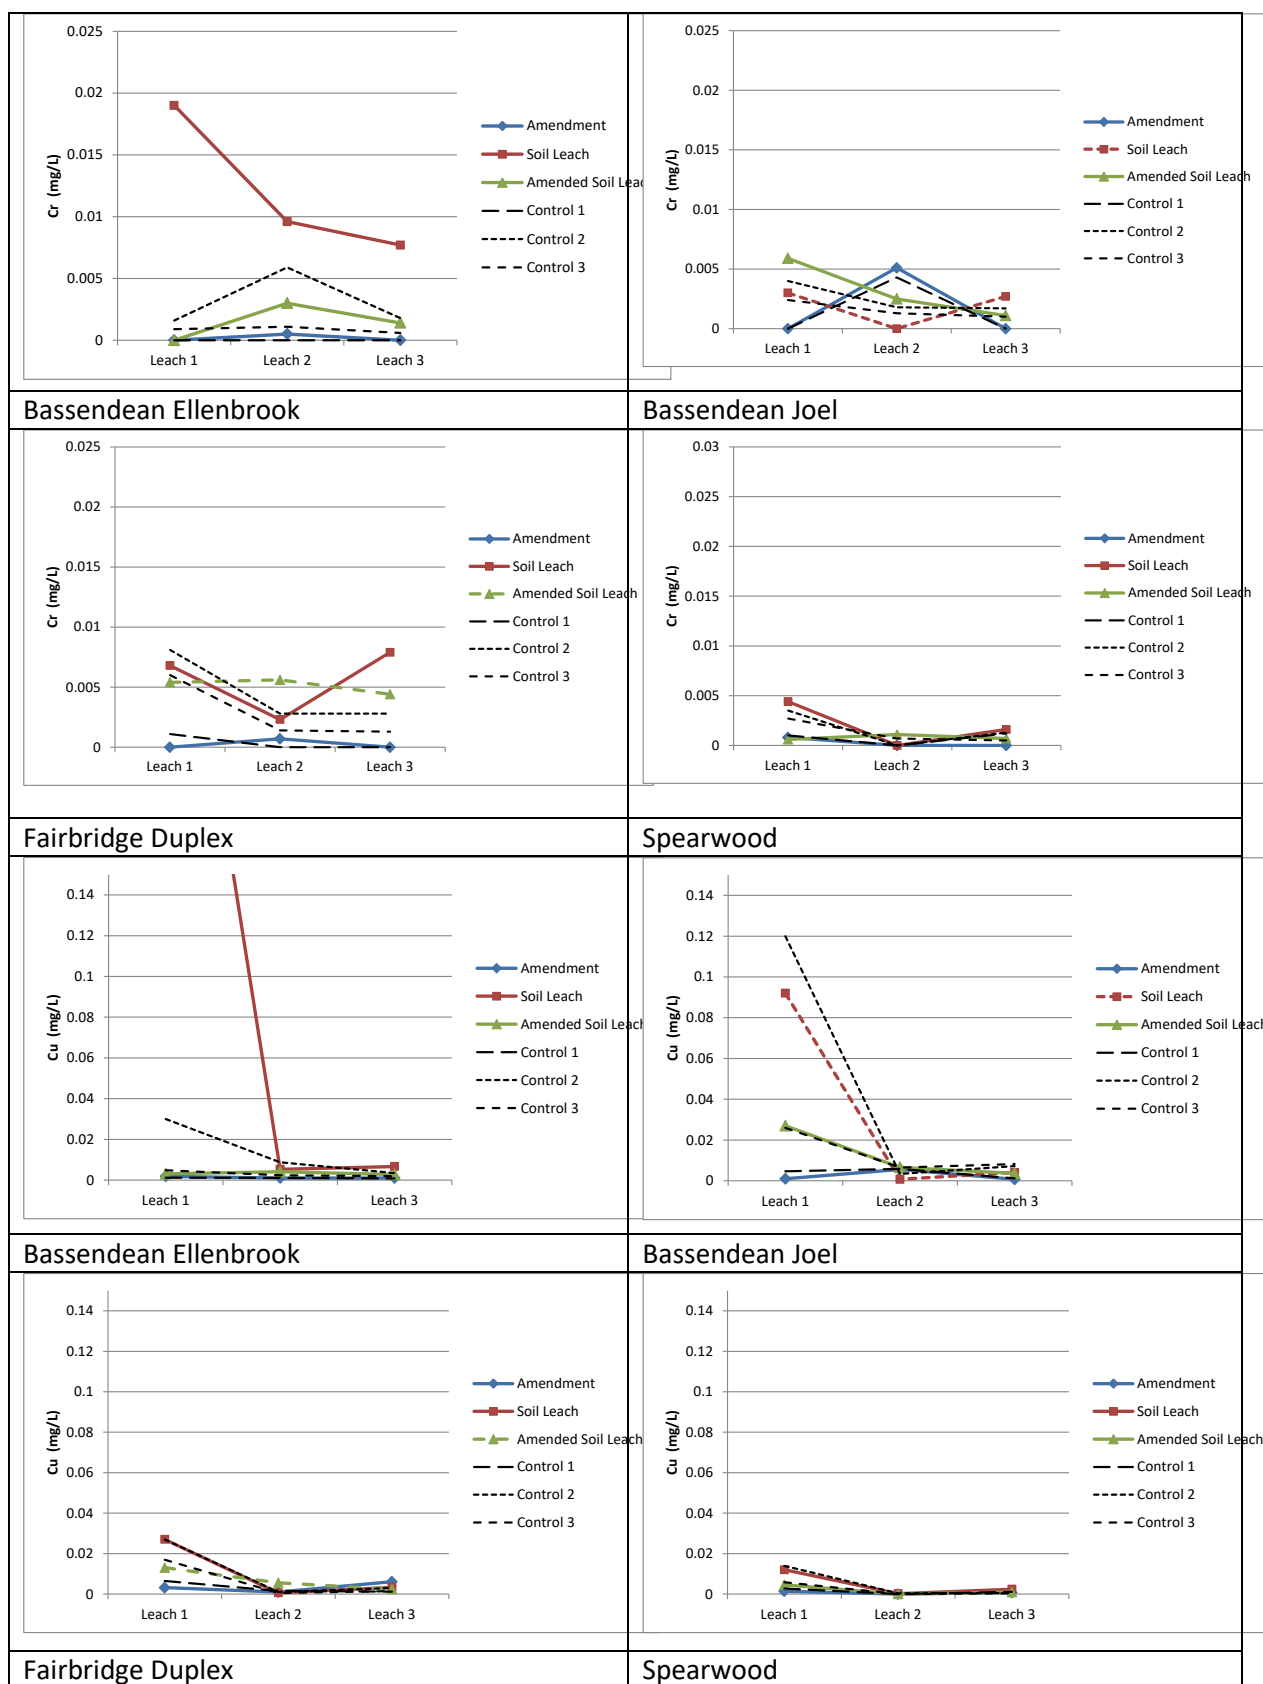 0.025
0.02
0.015
0.01
0.005
0
Cr (mg/L)
Leach 1 Leach 2 Leach 3
Amendment
Soil Leach
Amended Soil Leac
Control 1
Control 2
Control 3
0.025
0.02
0.015
0.01
0.005
0
Cr (mg/L)
Leach 1 Leach 2 Leach 3
Amendment
Soil Leach
Amended Soil Leach
Control 1
Control 2
Control 3
Bassendean Ellenbrook
Bassendean Joel
0.025
0.02
0.015
0.01
0.005
0
Cr (mg/L)
Leach 1 Leach 2 Leach 3
Amendment
Soil Leach
Amended Soil Leach
Control 1
Control 2
Control 3
0.03
0.025
0.02
0.015
0.01
0.005
0
Cr (mg/L)
Leach 1 Leach 2 Leach 3
Amendment
Soil Leach
Amended Soil Leach
Control 1
Control 2
Control 3
Fairbridge Duplex
Spearwood
0.14
0.12
0.1
0.08
0.06
0.04
0.02
0
Cu (mg/L)
Leach 1 Leach 2 Leach 3
Amendment
Soil Leach
Amended Soil Leach
Control 1
Control 2
Control 3
0.14
0.12
0.1
0.08
0.06
0.04
0.02
0
Cu (mg/L)
Leach 1 Leach 2 Leach 3
Amendment
Soil Leach
Amended Soil Leach
Control 1
Control 2
Control 3
Bassendean Ellenbrook
Bassendean Joel
0.14
0.12
0.1
0.08
0.06
0.04
0.02
0
Cu (mg/L)
Leach 1 Leach 2 Leach 3
Amendment
Soil Leach
Amended Soil Leach
Control 1
Control 2
Control 3
0.14
0.12
0.1
0.08
0.06
0.04
0.02
0
Cu (mg/L)
Leach 1 Leach 2 Leach 3
Amendment
Soil Leach
Amended Soil Leach
Control 1
Control 2
Control 3
Fairbridge Duplex
Spearwood